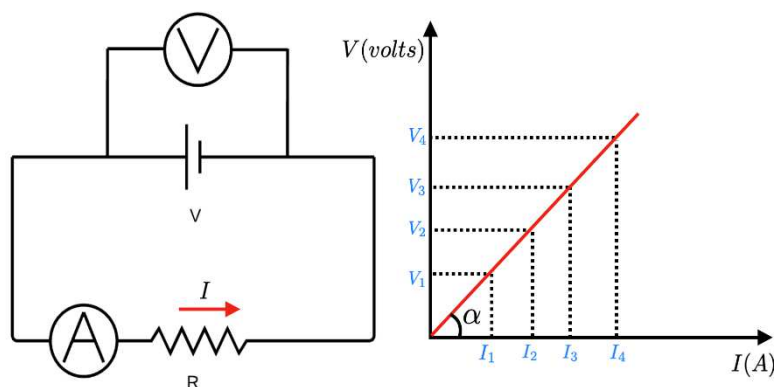 V
V
I
A
R
V(volts)
V₄
V₃
V₂
V₁
α
I₁ I₂ I₃ I₄
I(A)